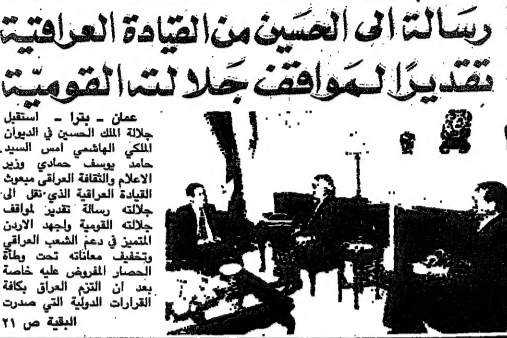 رسالة الى الحسين من القيادة العراقية
تقديرًا لمواقف جلالته القومية
عمان - بترا - استقبل
جلالة الملك الحسين في الديوان
الملكي الهاشمي امس السيد
حامد يوسف حمادي وزير
الاعلام والثقافة العراقي مبعوث
القيادة العراقية الذي نقل الى
جلالته رسالة تقدير لمواقف
جلالته القومية ولجهد الاردن
المتميز في دعم الشعب العراقي
وتخفيف معاناته تحت وطأة
الحصار المفروض عليه خاصة
بعد ان التزم العراق بكافة
القرارات الدولية التي صدرت
البقية ص ٢١